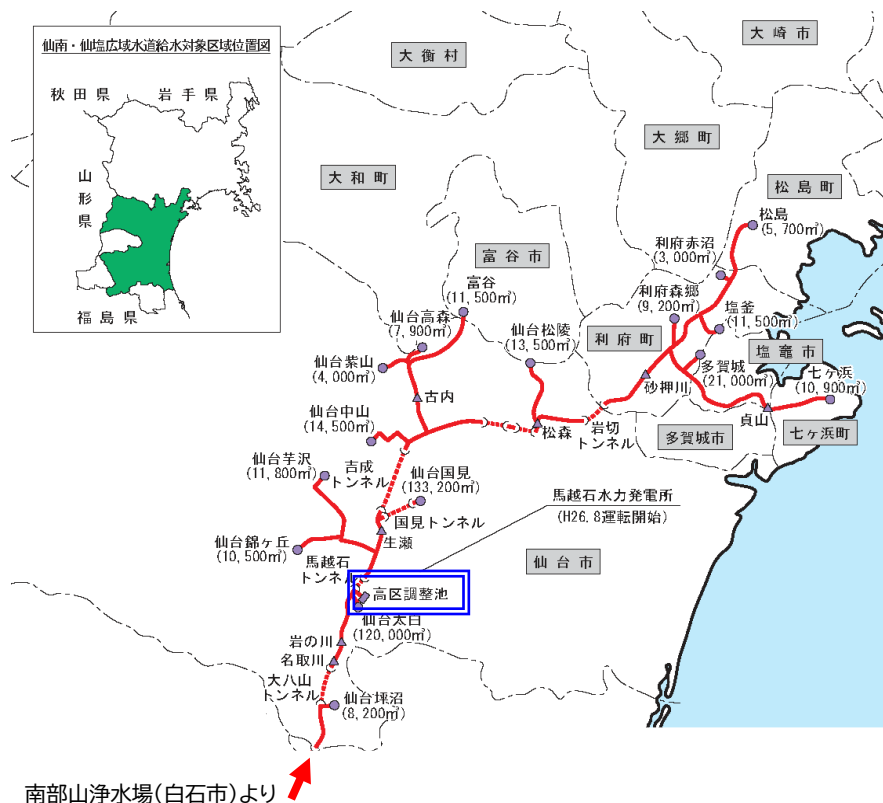 仙南・仙塩広域水道給水対象区域位置図
秋田県
岩手県
山形県
福島県
大衡村
大崎市
大郷町
大和町
松島町
松島
(5,700㎥)
利府赤沼
(3,000㎥)
富谷市
富谷
(11,500㎥)
利府森郷
(9,200㎥)
塩釜
(11,500㎥)
仙台高森
(7,900㎥)
仙台松陵
(13,500㎥)
利府町
塩竈市
仙台紫山
(4,000㎥)
多賀城
(21,000㎥)
七ヶ浜
(10,900㎥)
古内
砂押川
仙台中山
(14,500㎥)
松森
岩切
トンネル
貞山
多賀城市
七ヶ浜町
吉成
トンネル
仙台芋沢
(11,800㎥)
仙台国見
(133,200㎥)
馬越石水力発電所
(H26.8運転開始)
国見トンネル
生瀬
仙台錦ヶ丘
(10,500㎥)
仙台市
馬越石
トンネル
高区調整池
仙台太白
(120,000㎥)
岩の川
名取川
大八山
トンネル
仙台坪沼
(8,200㎥)
南部山浄水場(白石市)より